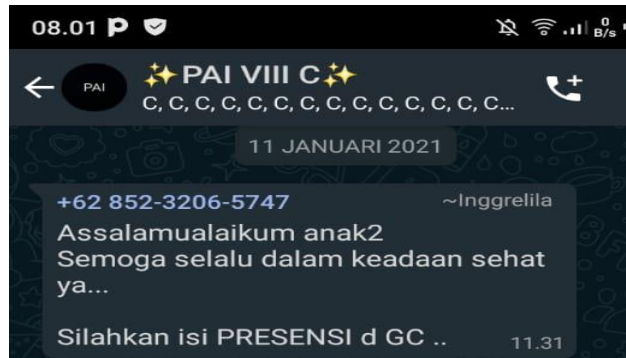 08.01
0
B/s
PAI
✨PAI VIII C✨
C, C, C, C, C, C, C, C, C, C, C, C, C, C...
11 JANUARI 2021
+62 852-3206-5747 ~Inggrelila
Assalamualaikum anak2
Semoga selalu dalam keadaan sehat
ya...
Silahkan isi PRESENSI d GC .. 11.31